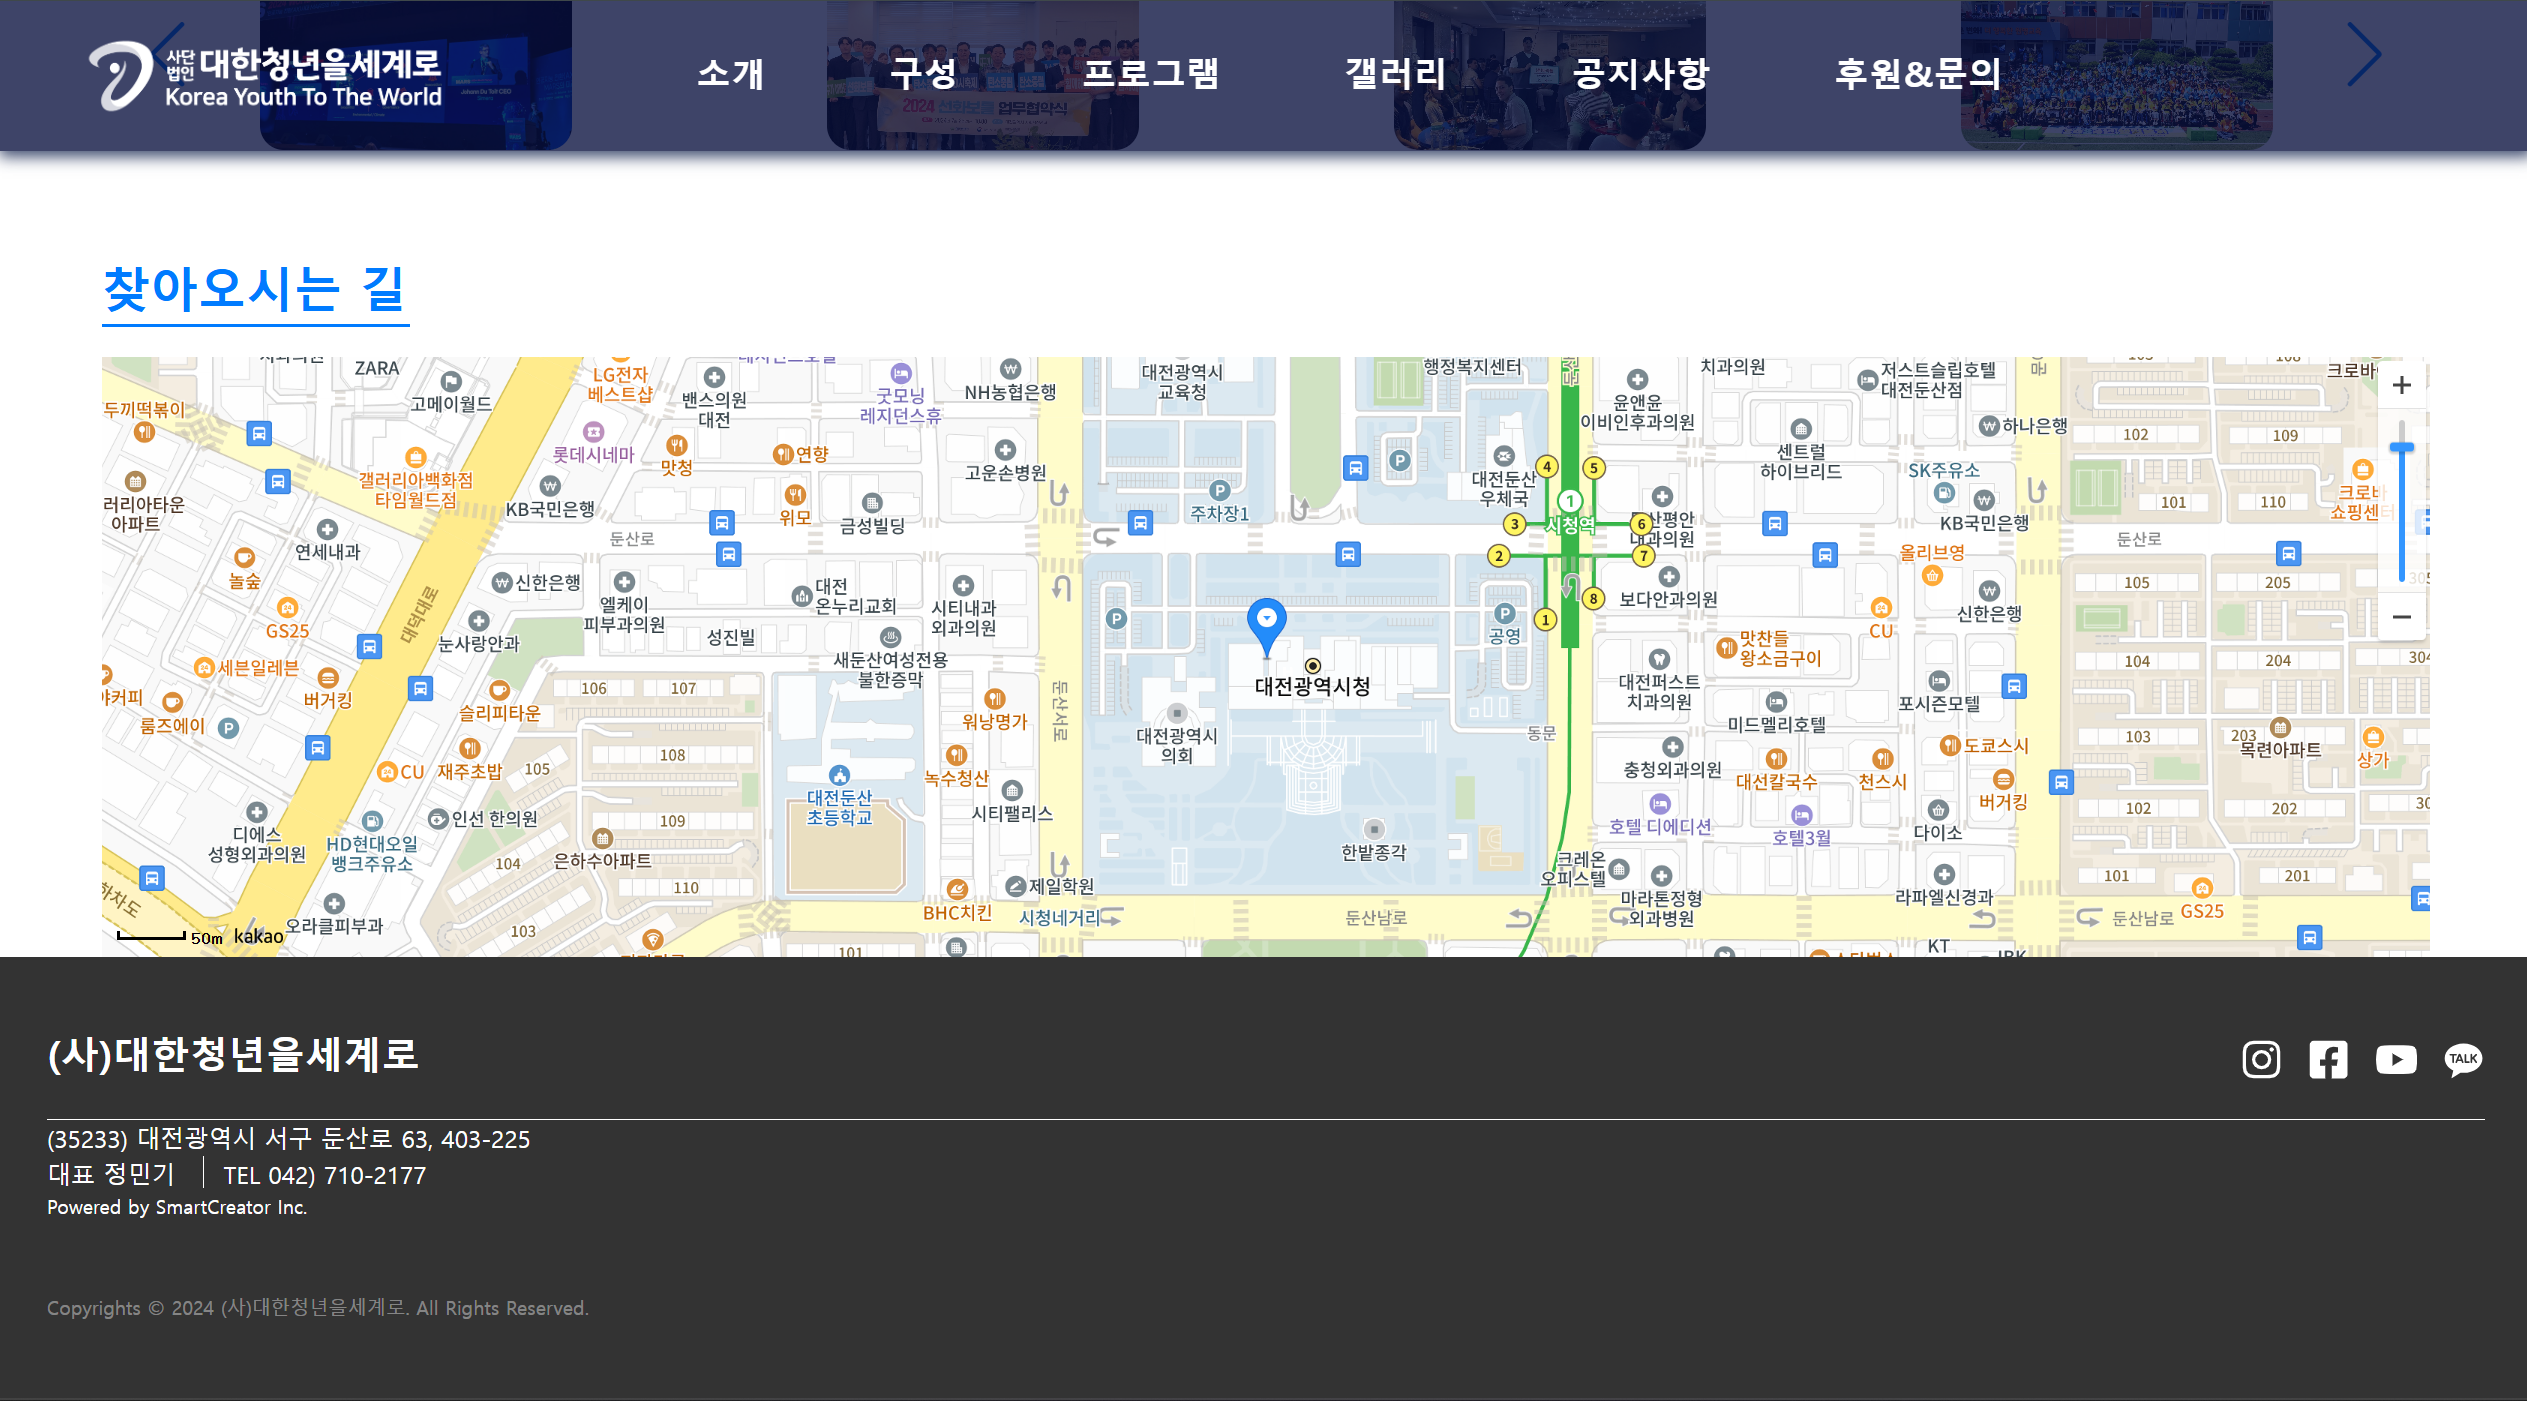 사단
법인 대한청년을세계로
Korea Youth To The World
소개
구성
프로그램
갤러리
공지사항
후원&문의
2024 선화보물 업무협약식
찾아오시는 길
ZARA
고메이월드
LG전자
베스트샵
밴스의원
대전
굿모닝
레지던스휴
NH농협은행
대전광역시
교육청
행정복지센터
치과의원
저스트슬립호텔
대전둔산점
두끼떡볶이
롯데시네마
맛청
연향
고운손병원
윤앤윤
이비인후과의원
센트럴
하이브리드
하나은행
102
109
갤러리아백화점
타임월드점
KB국민은행
위모
금성빌딩
주차장1
대전둔산
우체국
4
5
1
시청역
3
6
2
7
8
1
SK주유소
KB국민은행
101
110
러리아타운
아파트
연세내과
둔산로
둔산로
올리브영
놀숲
신한은행
엘케이
피부과의원
대전
온누리교회
시티내과
외과의원
보다안과의원
신한은행
105
205
GS25
대덕대로
눈사랑안과
성진빌
새둔산여성전용
불한증막
공영
CU
맛찬들
왕소금구이
세븐일레븐
버거킹
대전광역시청
대전퍼스트
치과의원
포시즌모텔
104
204
룸즈에이
슬리피타운
106
107
워낭명가
둔산서로
대전광역시
의회
동문
미드멜리호텔
도쿄스시
103
203
목련아파트
상가
CU
재주초밥
105
108
녹수청산
충청외과의원
대선칼국수
천스시
버거킹
대전둔산
초등학교
시티팰리스
호텔 디에디션
호텔3월
다이소
102
202
디에스
성형외과의원
HD현대오일
뱅크주유소
인선 한의원
109
104
은하수아파트
한밭종각
크레온
오피스텔
110
BHC치킨
제일학원
시청네거리
둔산남로
마라톤정형
외과병원
라파엘신경과
101
201
GS25
둔산남로
오라클피부과
103
101
KT
50m kakao
(사)대한청년을세계로
TALK
(35233) 대전광역시 서구 둔산로 63, 403-225
대표 정민기 TEL 042) 710-2177
Powered by SmartCreator Inc.
Copyrights © 2024 (사)대한청년을세계로. All Rights Reserved.